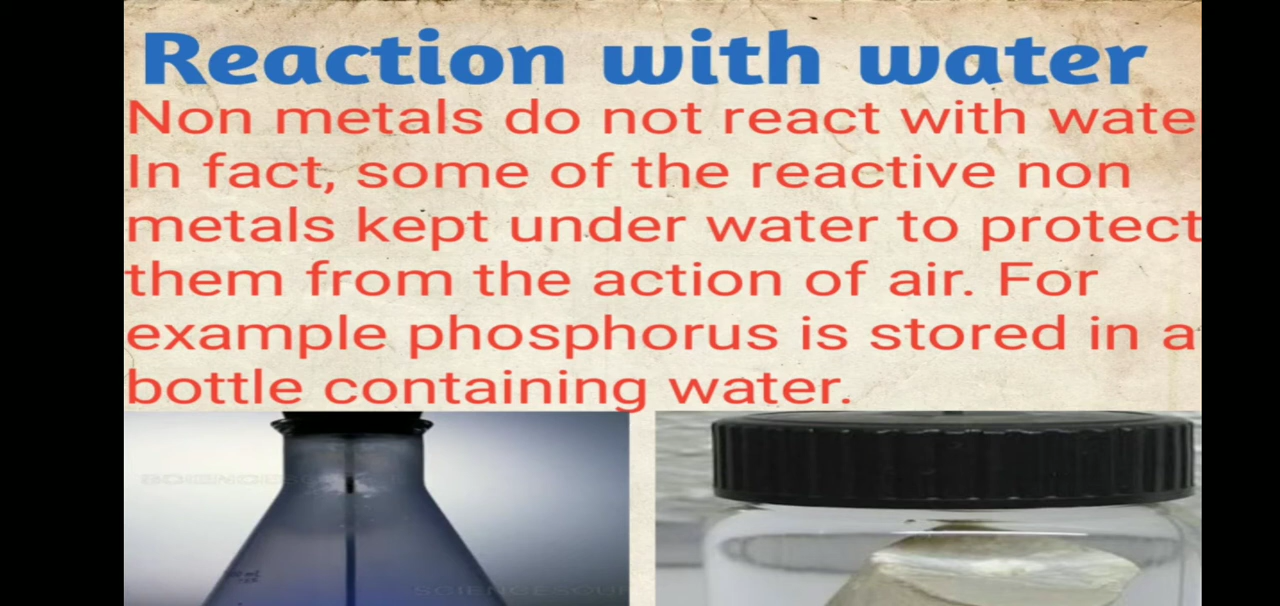 Reaction with water
Non metals do not react with wate
In fact, some of the reactive non
metals kept under water to protect
them from the action of air. For
example phosphorus is stored in a
bottle containing water.